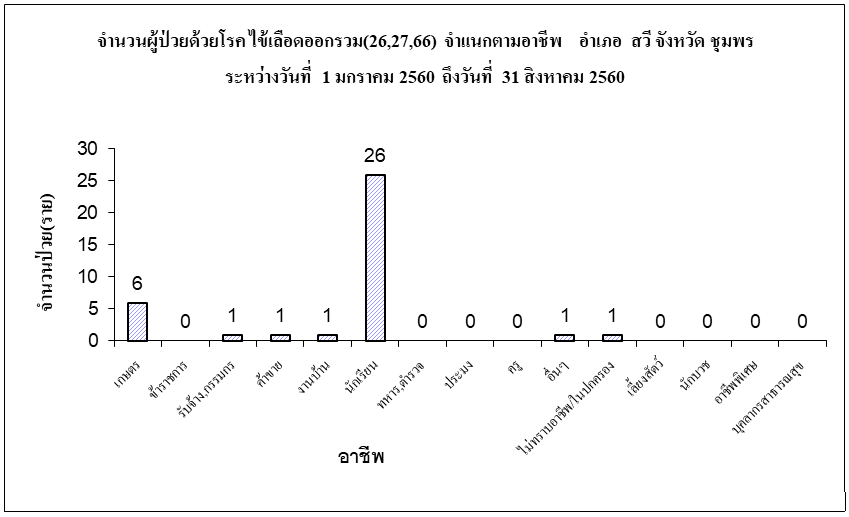 จำนวนผู้ป่วยด้วยโรค ไข้เลือดออกรวม(26,27,66) จำแนกตามอาชีพ อำเภอ สวี จังหวัด ชุมพร
ระหว่างวันที่ 1 มกราคม 2560 ถึงวันที่ 31 สิงหาคม 2560
จำนวนป่วย(ราย)
30
25
20
15
10
5
0
6
0
1
1
1
26
0
0
0
1
1
0
0
0
0
เกษตร
ข้าราชการ
รับจ้าง,กรรมกร
ค้าขาย
งานบ้าน
นักเรียน
ทหาร,ตำรวจ
ประมง
ครู
อื่นๆ
ไม่ทราบอาชีพ/ในปกครอง
เลี้ยงสัตว์
นักบวช
อาชีพพิเศษ
บุคลากรสาธารณสุข
อาชีพ